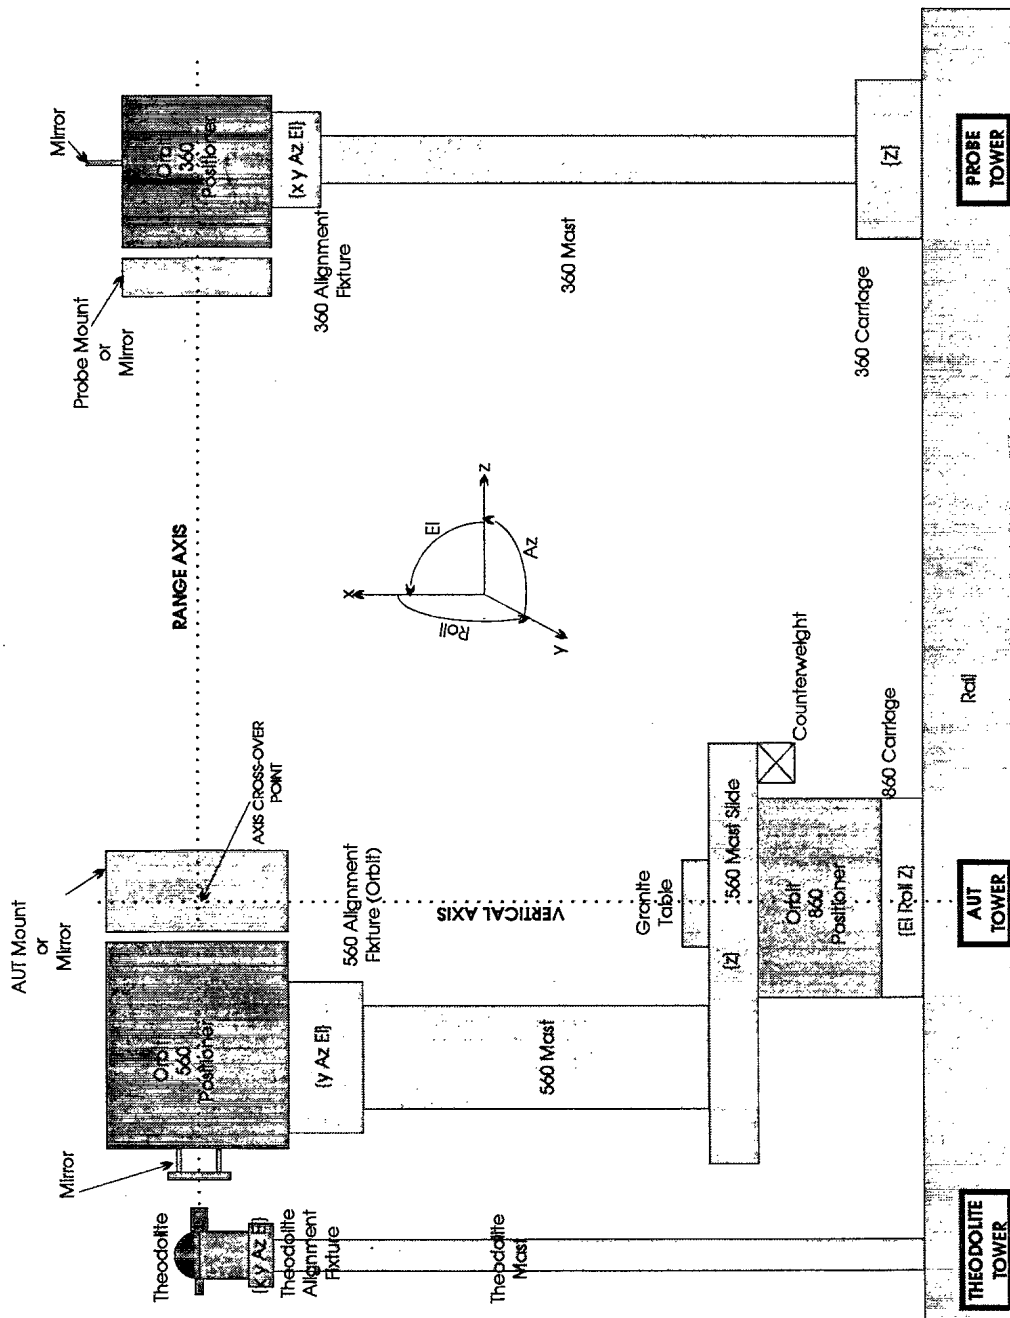 Mirror
Orbit
360
Positioner
{x y Az El}
Probe Mount
or
Mirror
360 Alignment
Fixture
360 Mast
{z}
360 Carriage
PROBE
TOWER
RANGE AXIS
X
El
Z
Az
Roll
y
AXIS CROSS-OVER
POINT
AUT Mount
or
Mirror
560 Alignment
Fixture (Orbit)
VERTICAL AXIS
Granite
Table
Counterweight
860 Carriage
Rail
560 Mast Slide
{z}
Orbit
860
Positioner
{El Roll Z}
AUT
TOWER
Orbit
560
Positioner
{y Az El}
560 Mast
Mirror
Theodolite
{x y Az El}
Theodolite
Alignment
Fixture
Theodolite
Mast
THEODOLITE
TOWER